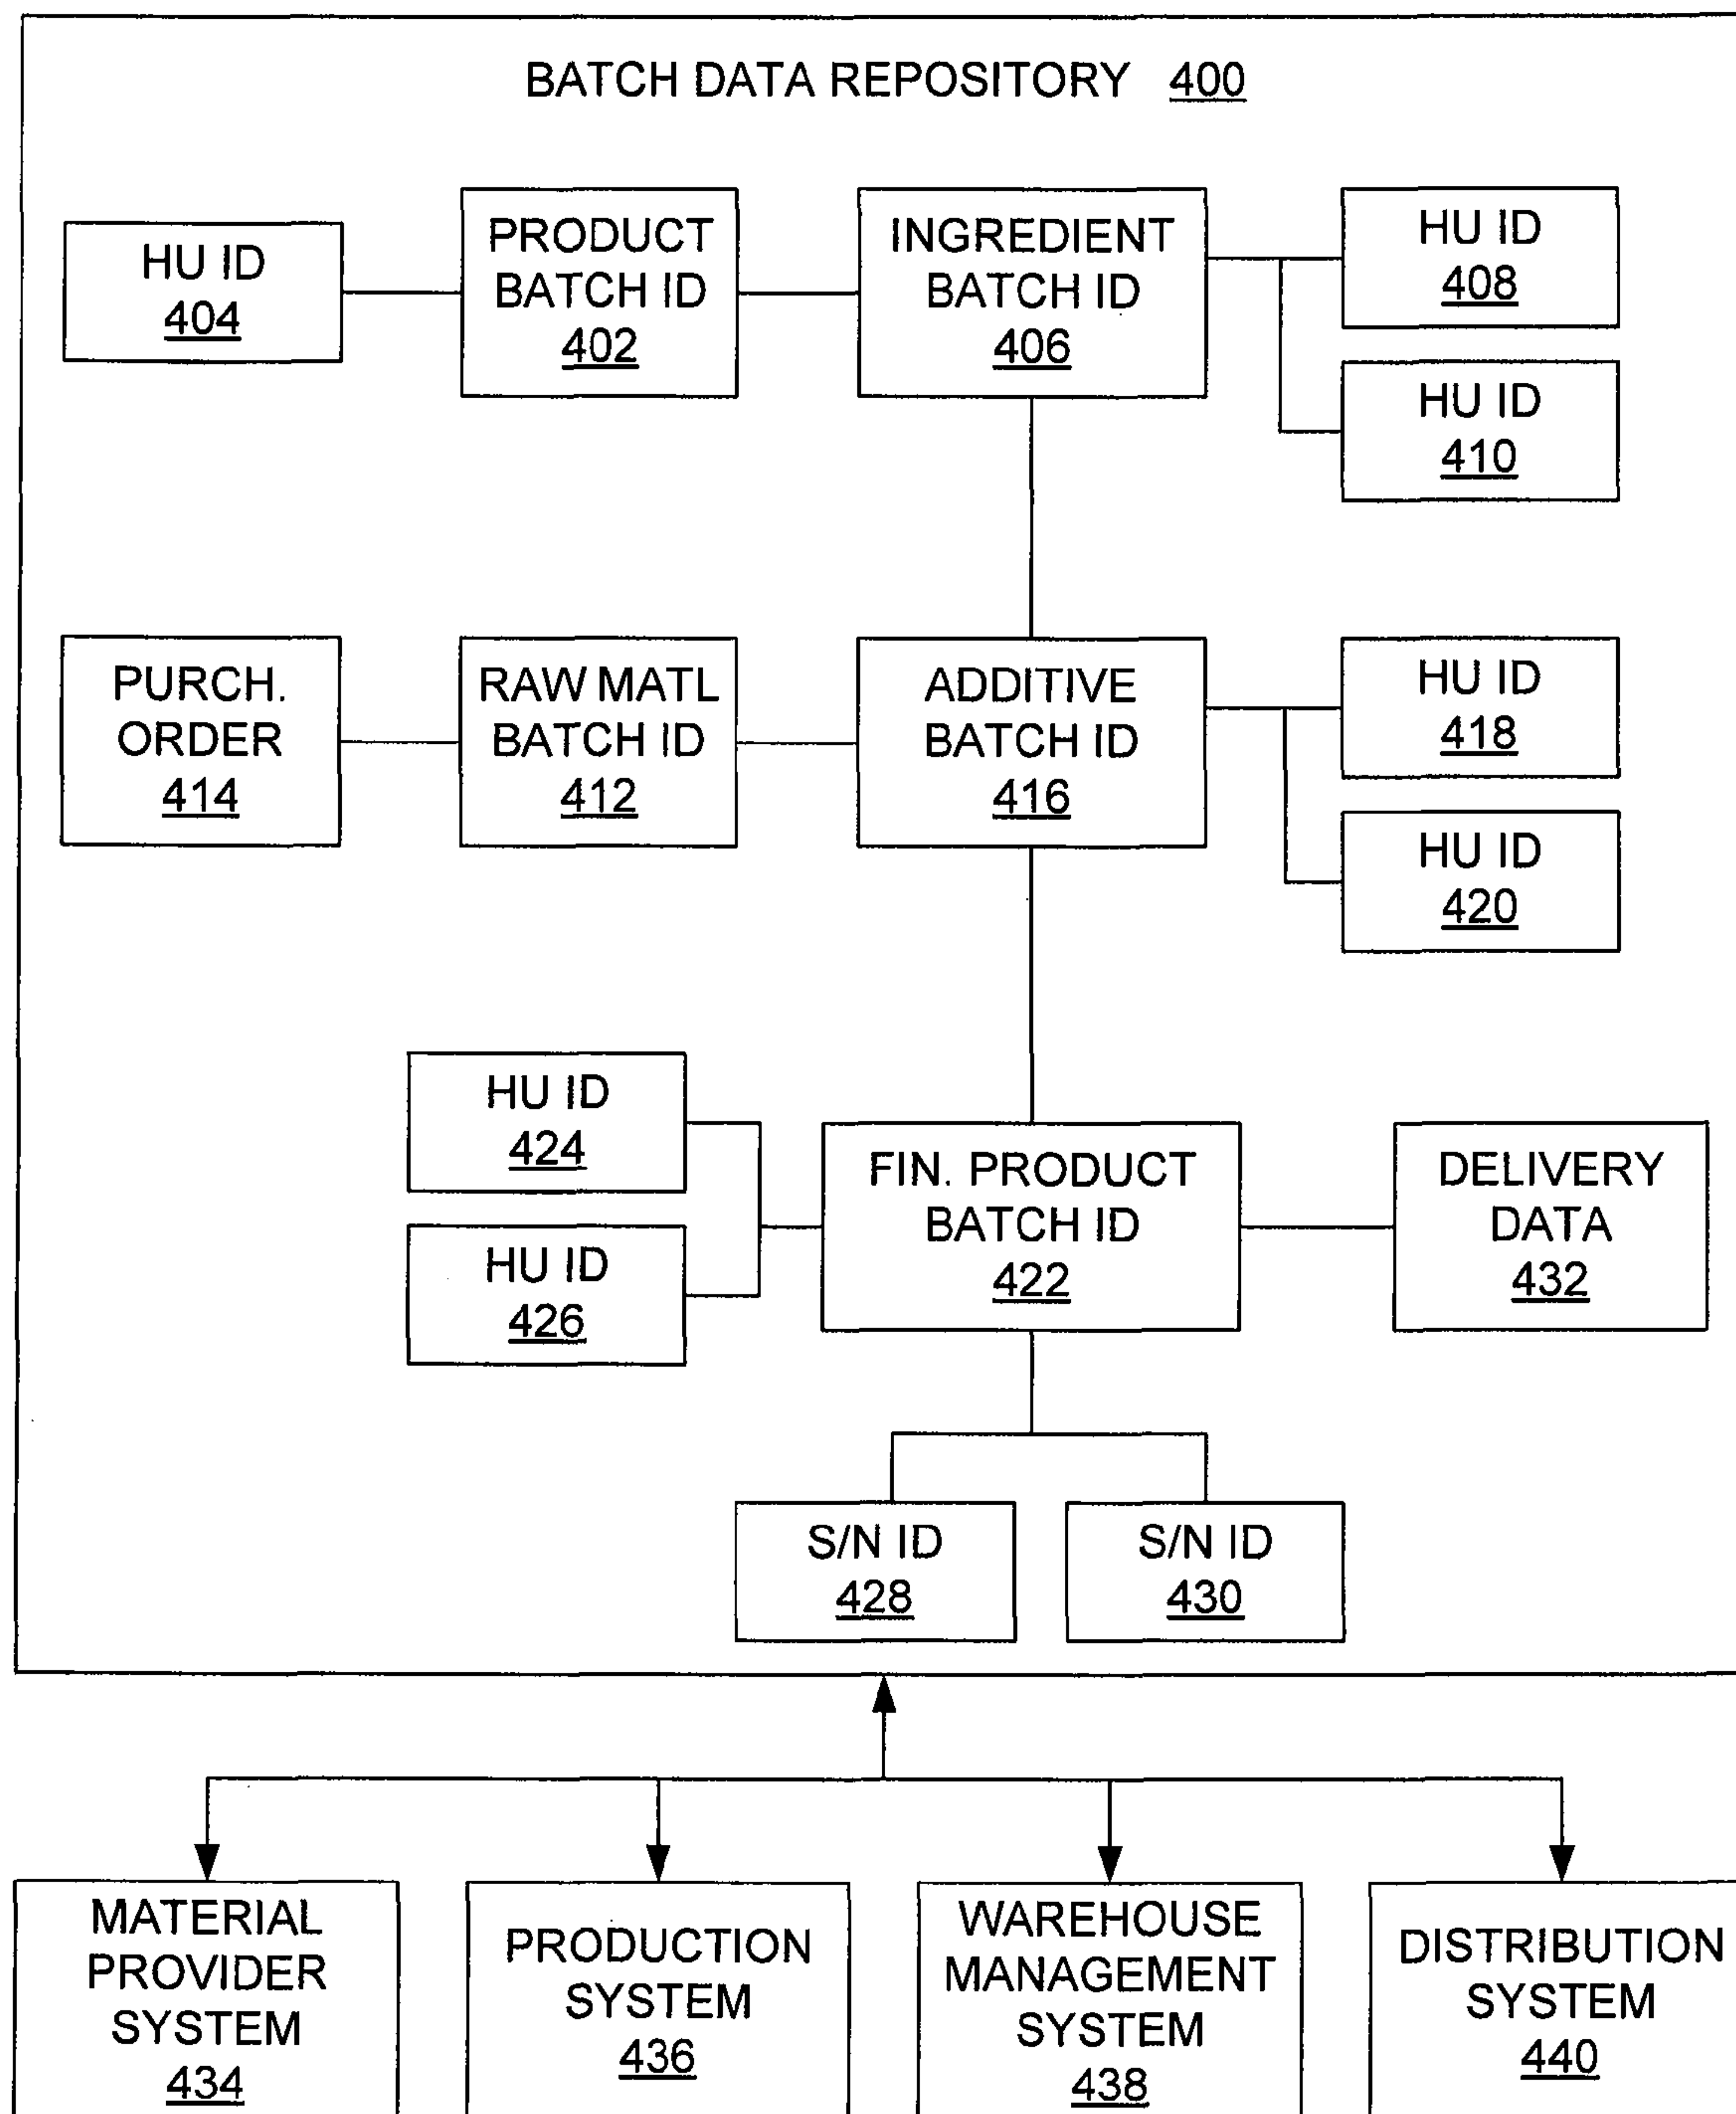 BATCH DATA REPOSITORY 400
HU ID
404
PRODUCT
BATCH ID
402
INGREDIENT
BATCH ID
406
HU ID
408
HU ID
410
PURCH.
ORDER
414
RAW MATL
BATCH ID
412
ADDITIVE
BATCH ID
416
HU ID
418
HU ID
420
HU ID
424
HU ID
426
FIN. PRODUCT
BATCH ID
422
DELIVERY
DATA
432
S/N ID
428
S/N ID
430
MATERIAL
PROVIDER
SYSTEM
434
PRODUCTION
SYSTEM
436
WAREHOUSE
MANAGEMENT
SYSTEM
438
DISTRIBUTION
SYSTEM
440